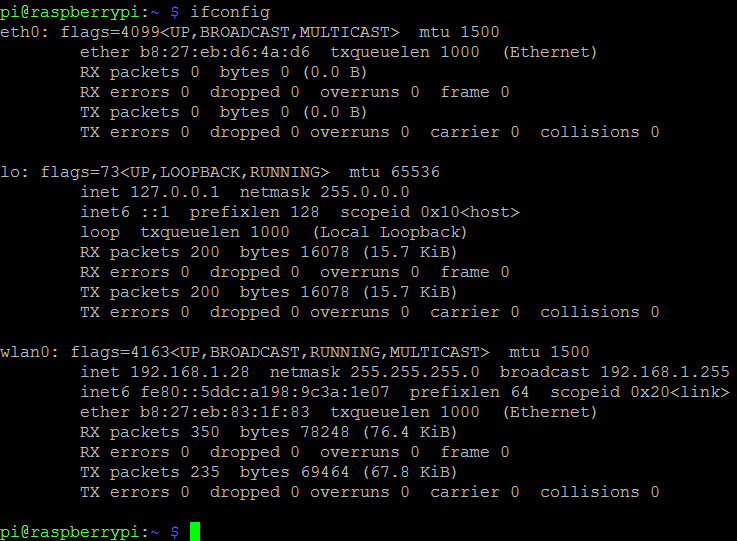 pi@raspberrypi:~ $ ifconfig
eth0: flags=4099<UP,BROADCAST,MULTICAST>  mtu 1500
        ether b8:27:eb:d6:4a:d6  txqueuelen 1000  (Ethernet)
        RX packets 0  bytes 0 (0.0 B)
        RX errors 0  dropped 0  overruns 0  frame 0
        TX packets 0  bytes 0 (0.0 B)
        TX errors 0  dropped 0 overruns 0  carrier 0  collisions 0

lo: flags=73<UP,LOOPBACK,RUNNING>  mtu 65536
        inet 127.0.0.1  netmask 255.0.0.0
        inet6 ::1  prefixlen 128  scopeid 0x10<host>
        loop  txqueuelen 1000  (Local Loopback)
        RX packets 200  bytes 16078 (15.7 KiB)
        RX errors 0  dropped 0  overruns 0  frame 0
        TX packets 200  bytes 16078 (15.7 KiB)
        TX errors 0  dropped 0 overruns 0  carrier 0  collisions 0

wlan0: flags=4163<UP,BROADCAST,RUNNING,MULTICAST>  mtu 1500
        inet 192.168.1.28  netmask 255.255.255.0  broadcast 192.168.1.255
        inet6 fe80::5ddc:a198:9c3a:1e07  prefixlen 64  scopeid 0x20<link>
        ether b8:27:eb:83:1f:83  txqueuelen 1000  (Ethernet)
        RX packets 350  bytes 78248 (76.4 KiB)
        RX errors 0  dropped 0  overruns 0  frame 0
        TX packets 235  bytes 69464 (67.8 KiB)
        TX errors 0  dropped 0 overruns 0  carrier 0  collisions 0

pi@raspberrypi:~ $